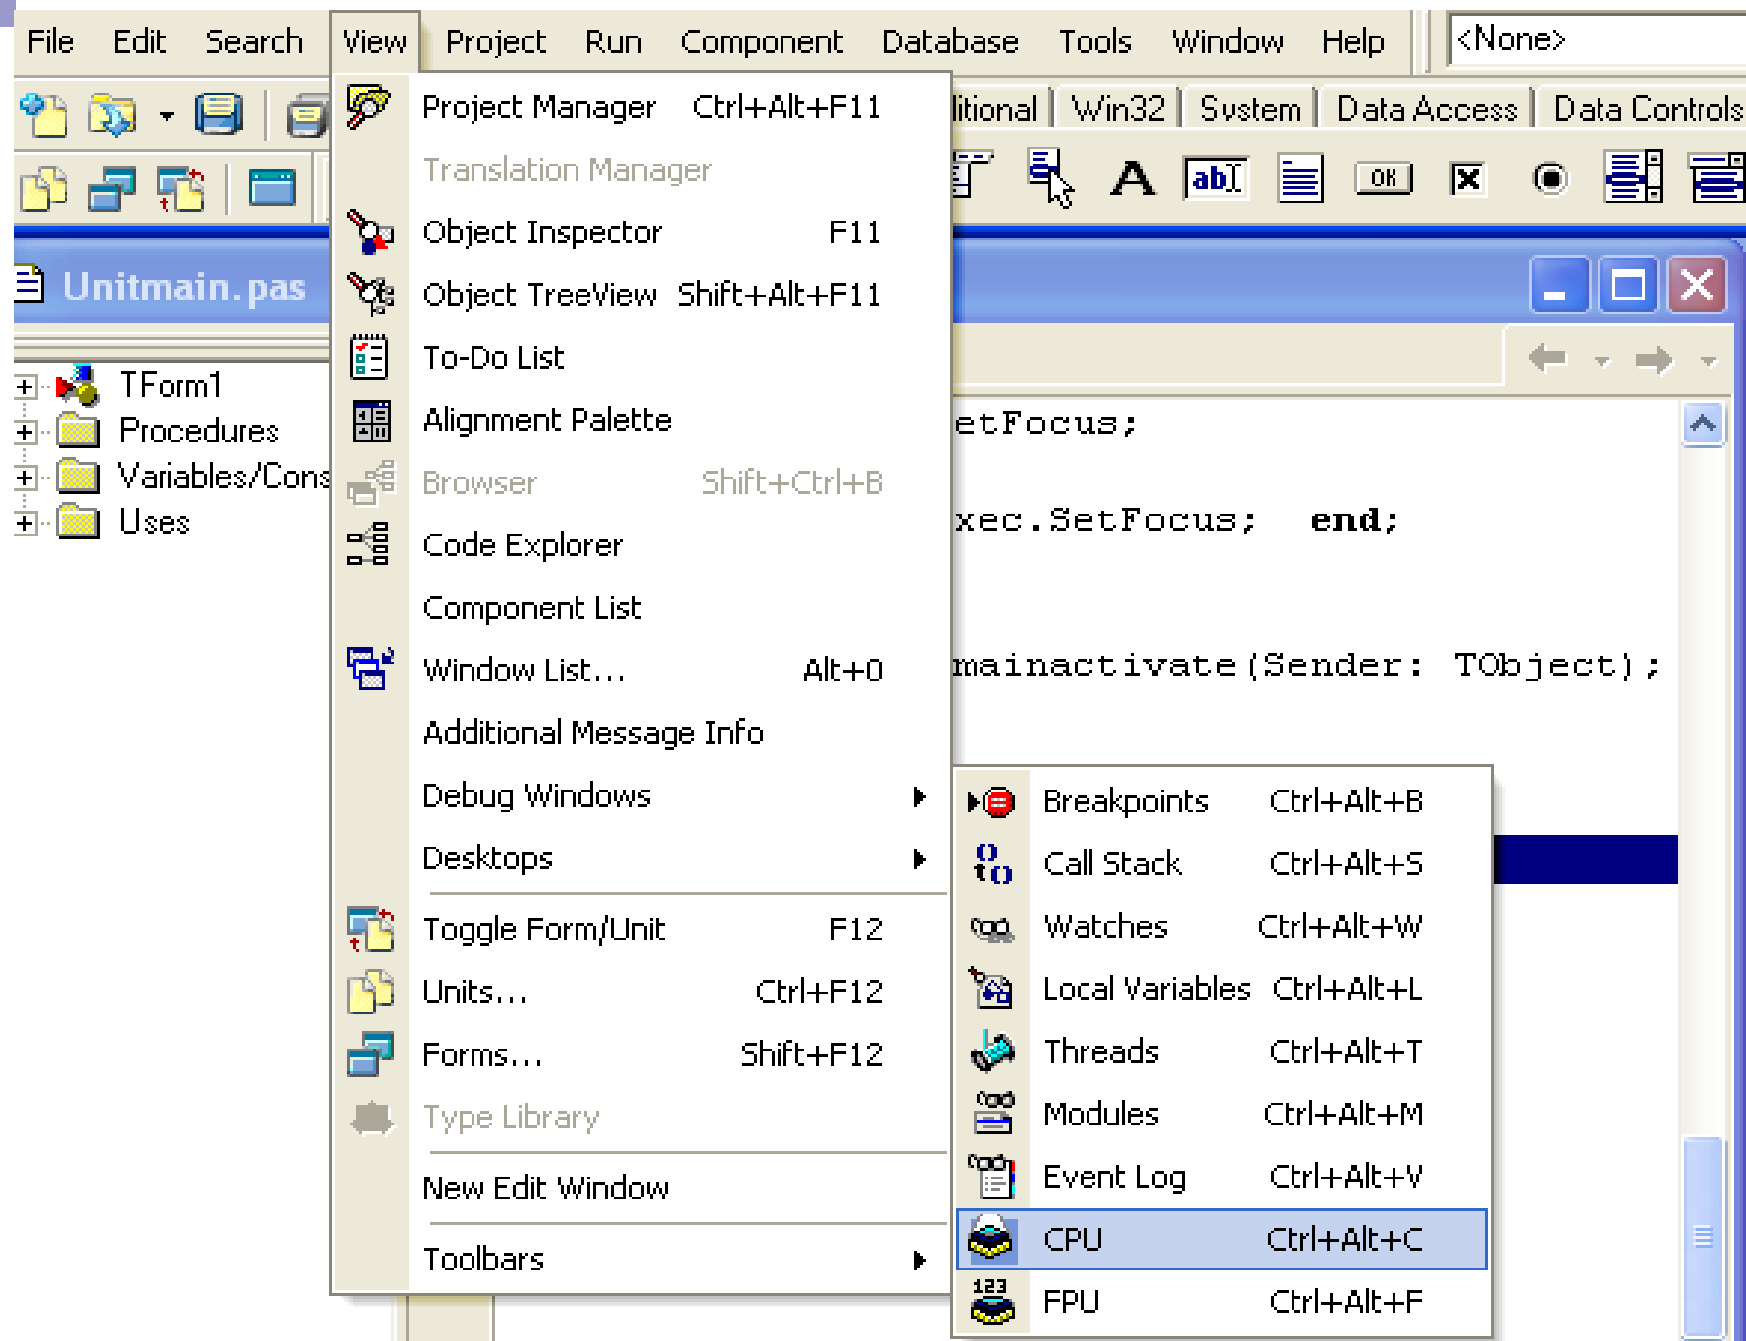 File Edit Search View Project Run Component Database Tools Window Help <None>
Project Manager Ctrl+Alt+F11
ditional Win32 System Data Access Data Controls
Translation Manager
abI OK
Object Inspector F11
Unitmain.pas
Object TreeView Shift+Alt+F11
To-Do List
TForm1
Alignment Palette
etFocus;
Procedures
Variables/Cons
Browser Shift+Ctrl+B
Uses
xec.SetFocus; end;
Code Explorer
Component List
Window List... Alt+0
mainactivate(Sender: TObject);
Additional Message Info
Debug Windows
Breakpoints Ctrl+Alt+B
Desktops
Call Stack Ctrl+Alt+S
Toggle Form/Unit F12
Watches Ctrl+Alt+W
Units... Ctrl+F12
Local Variables Ctrl+Alt+L
Forms... Shift+F12
Threads Ctrl+Alt+T
Type Library
Modules Ctrl+Alt+M
New Edit Window
Event Log Ctrl+Alt+V
CPU Ctrl+Alt+C
Toolbars
123
FPU Ctrl+Alt+F